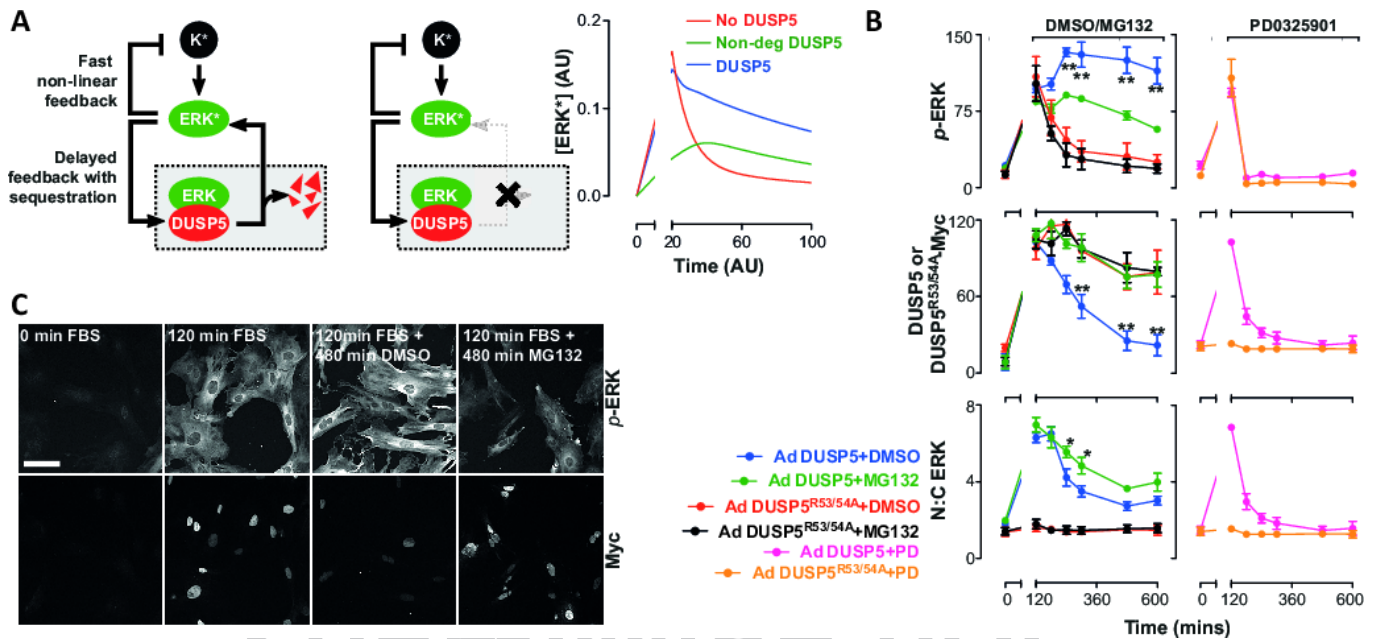 A
K*
Fast
non-linear
feedback
ERK*
Delayed
feedback with
sequestration
ERK
DUSP5
K*
ERK*
ERK
DUSP5
[ERK*] (AU)
0.2
0.1
0.0
No DUSP5
Non-deg DUSP5
DUSP5
0
20
60
100
Time (AU)
B
DMSO/MG132
PD0325901
p-ERK
150
75
0
**
**
**
**
DUSP5 or
DUSP5R53/54A-Myc
120
60
0
**
**
**
N:C ERK
8
4
0
*
*
0
120
360
600
0
120
360
600
Time (mins)
C
0 min FBS
120 min FBS
120min FBS +
480 min DMSO
120 min FBS +
480 min MG132
p-ERK
Myc
Ad DUSP5+DMSO
Ad DUSP5+MG132
Ad DUSP5R53/54A+DMSO
Ad DUSP5R53/54A+MG132
Ad DUSP5+PD
Ad DUSP5R53/54A+PD